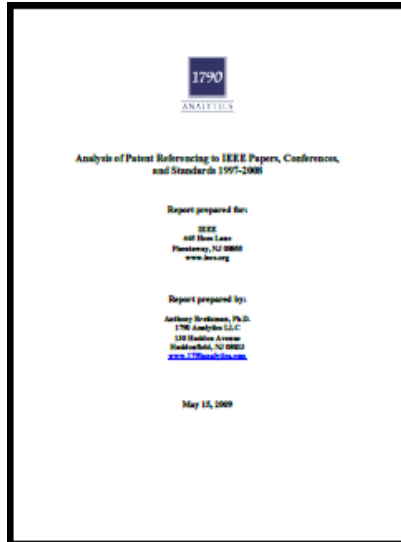 1790
ANALYTICS
Analysis of Patent Referencing to IEEE Papers, Conferences,
and Standards 1997-2008
Report prepared for:
IEEE
445 Hoes Lane
Piscataway, NJ
www.ieee.org
Report prepared by:
Anthony Breitzman, Ph.D.
1790 Analytics LLC
130 Haddon Avenue
Haddonfield, NJ
www.1790analytics.com
May 15, 2009